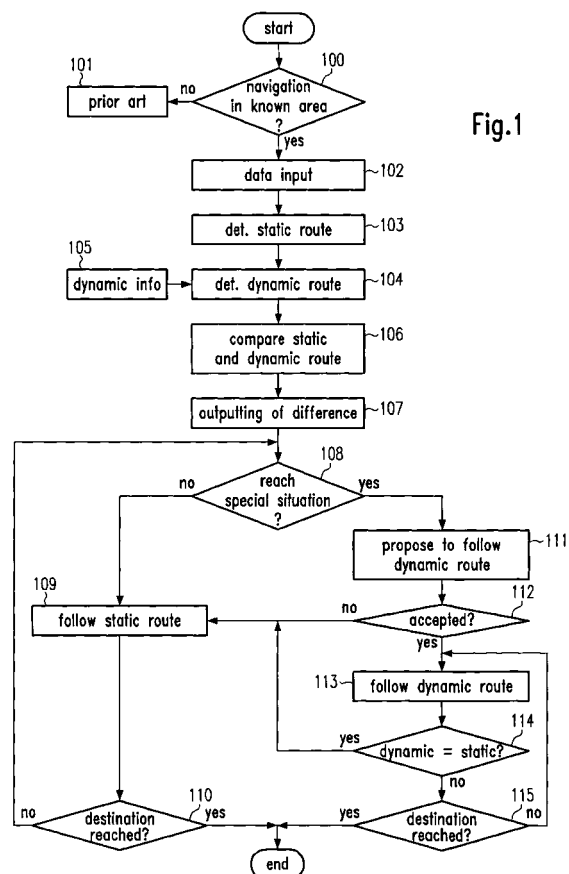 start
101
100
prior art
no
navigation
in known area
?
yes
Fig.1
data input
102
det. static route
103
105
dynamic info
det. dynamic route
104
compare static
and dynamic route
106
outputting of difference
107
108
no
reach
special situation
?
yes
propose to follow
dynamic route
111
109
follow static route
no
accepted?
112
yes
113
follow dynamic route
114
yes
dynamic = static?
no
110
115
no
destination
reached?
yes
yes
destination
reached?
no
end